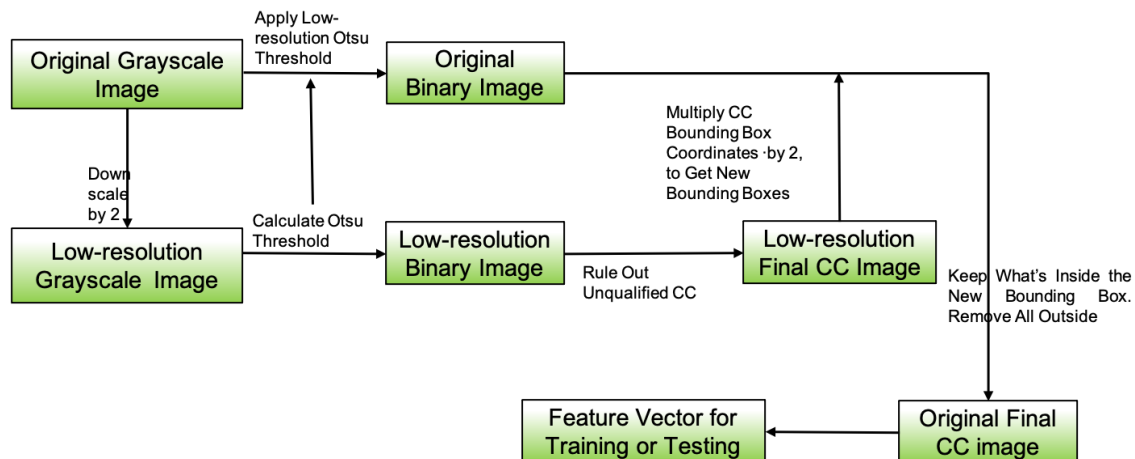 Apply Low-
resolution Otsu
Threshold
Original Grayscale
Image
Original
Binary Image
Multiply CC
Bounding Box
Coordinates ·by 2,
to Get New
Bounding Boxes
Down
scale
by 2
Calculate Otsu
Threshold
Low-resolution
Grayscale Image
Low-resolution
Binary Image
Rule Out
Unqualified CC
Low-resolution
Final CC Image
Keep What's Inside the
New Bounding Box.
Remove All Outside
Original Final
CC image
Feature Vector for
Training or Testing